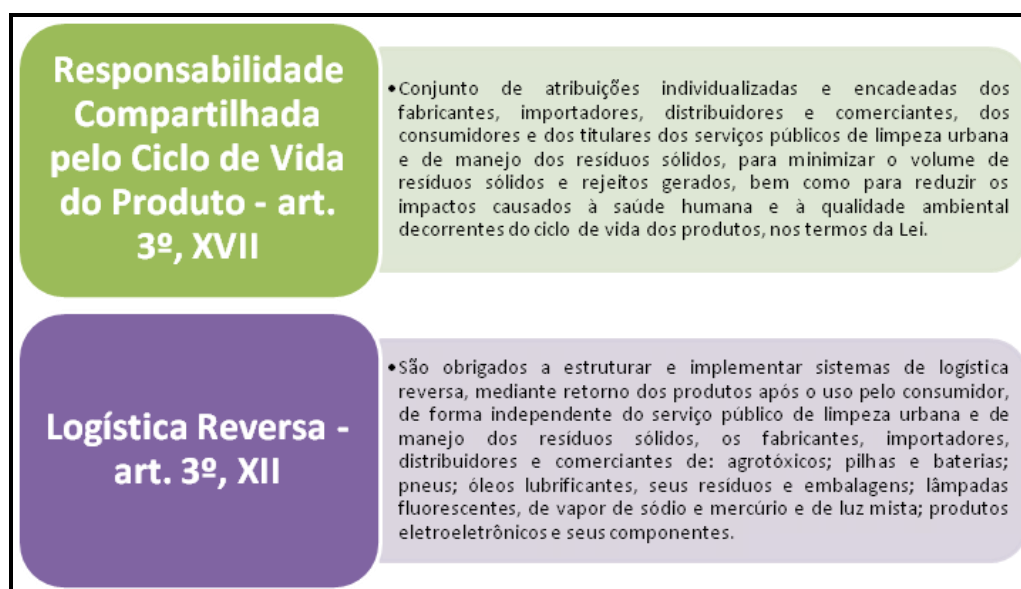 Responsabilidade
Compartilhada
pelo Ciclo de Vida
do Produto - art.
3º, XVII
•Conjunto de atribuições individualizadas e encadeadas dos
fabricantes, importadores, distribuidores e comerciantes, dos
consumidores e dos titulares dos serviços públicos de limpeza urbana
e de manejo dos resíduos sólidos, para minimizar o volume de
resíduos sólidos e rejeitos gerados, bem como para reduzir os
impactos causados à saúde humana e à qualidade ambiental
decorrentes do ciclo de vida dos produtos, nos termos da Lei.
Logística Reversa -
art. 3º, XII
•São obrigados a estruturar e implementar sistemas de logística
reversa, mediante retorno dos produtos após o uso pelo consumidor,
de forma independente do serviço público de limpeza urbana e de
manejo dos resíduos sólidos, os fabricantes, importadores,
distribuidores e comerciantes de: agrotóxicos; pilhas e baterias;
pneus; óleos lubrificantes, seus resíduos e embalagens; lâmpadas
fluorescentes, de vapor de sódio e mercúrio e de luz mista; produtos
eletroeletrônicos e seus componentes.